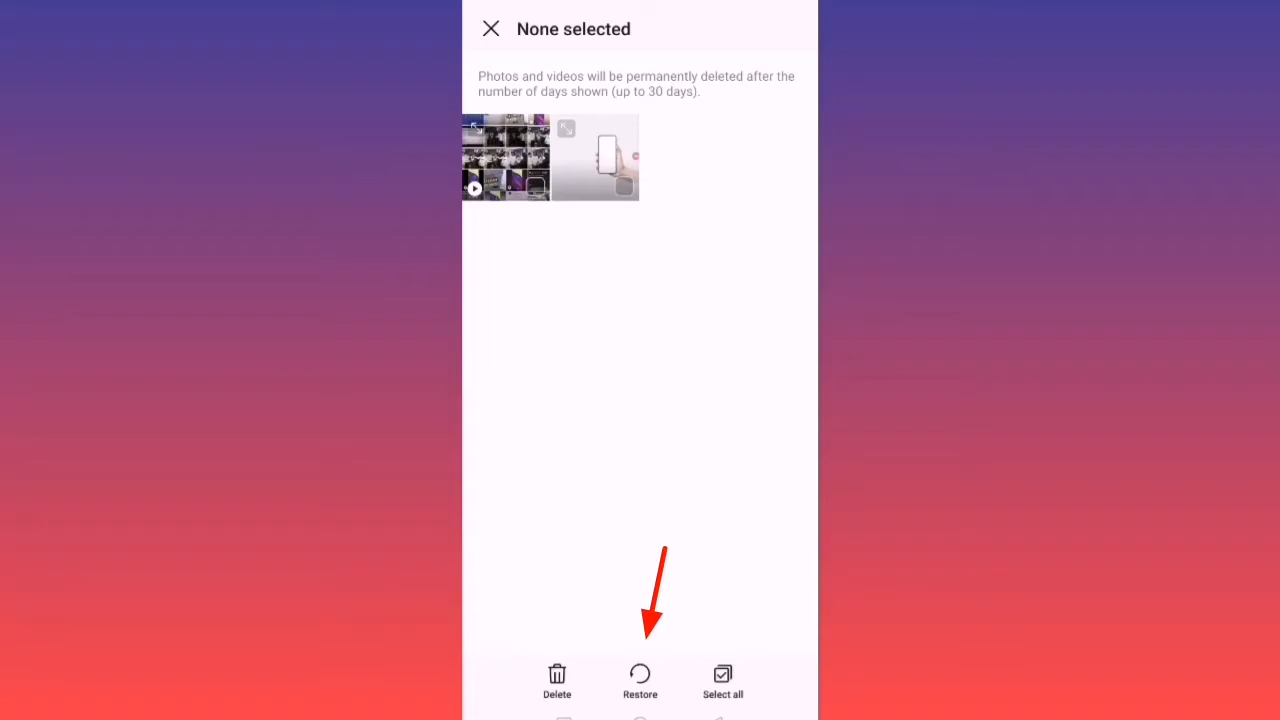 None selected
Photos and videos will be permanently deleted after the
number of days shown (up to 30 days).
Delete
Restore
Select all